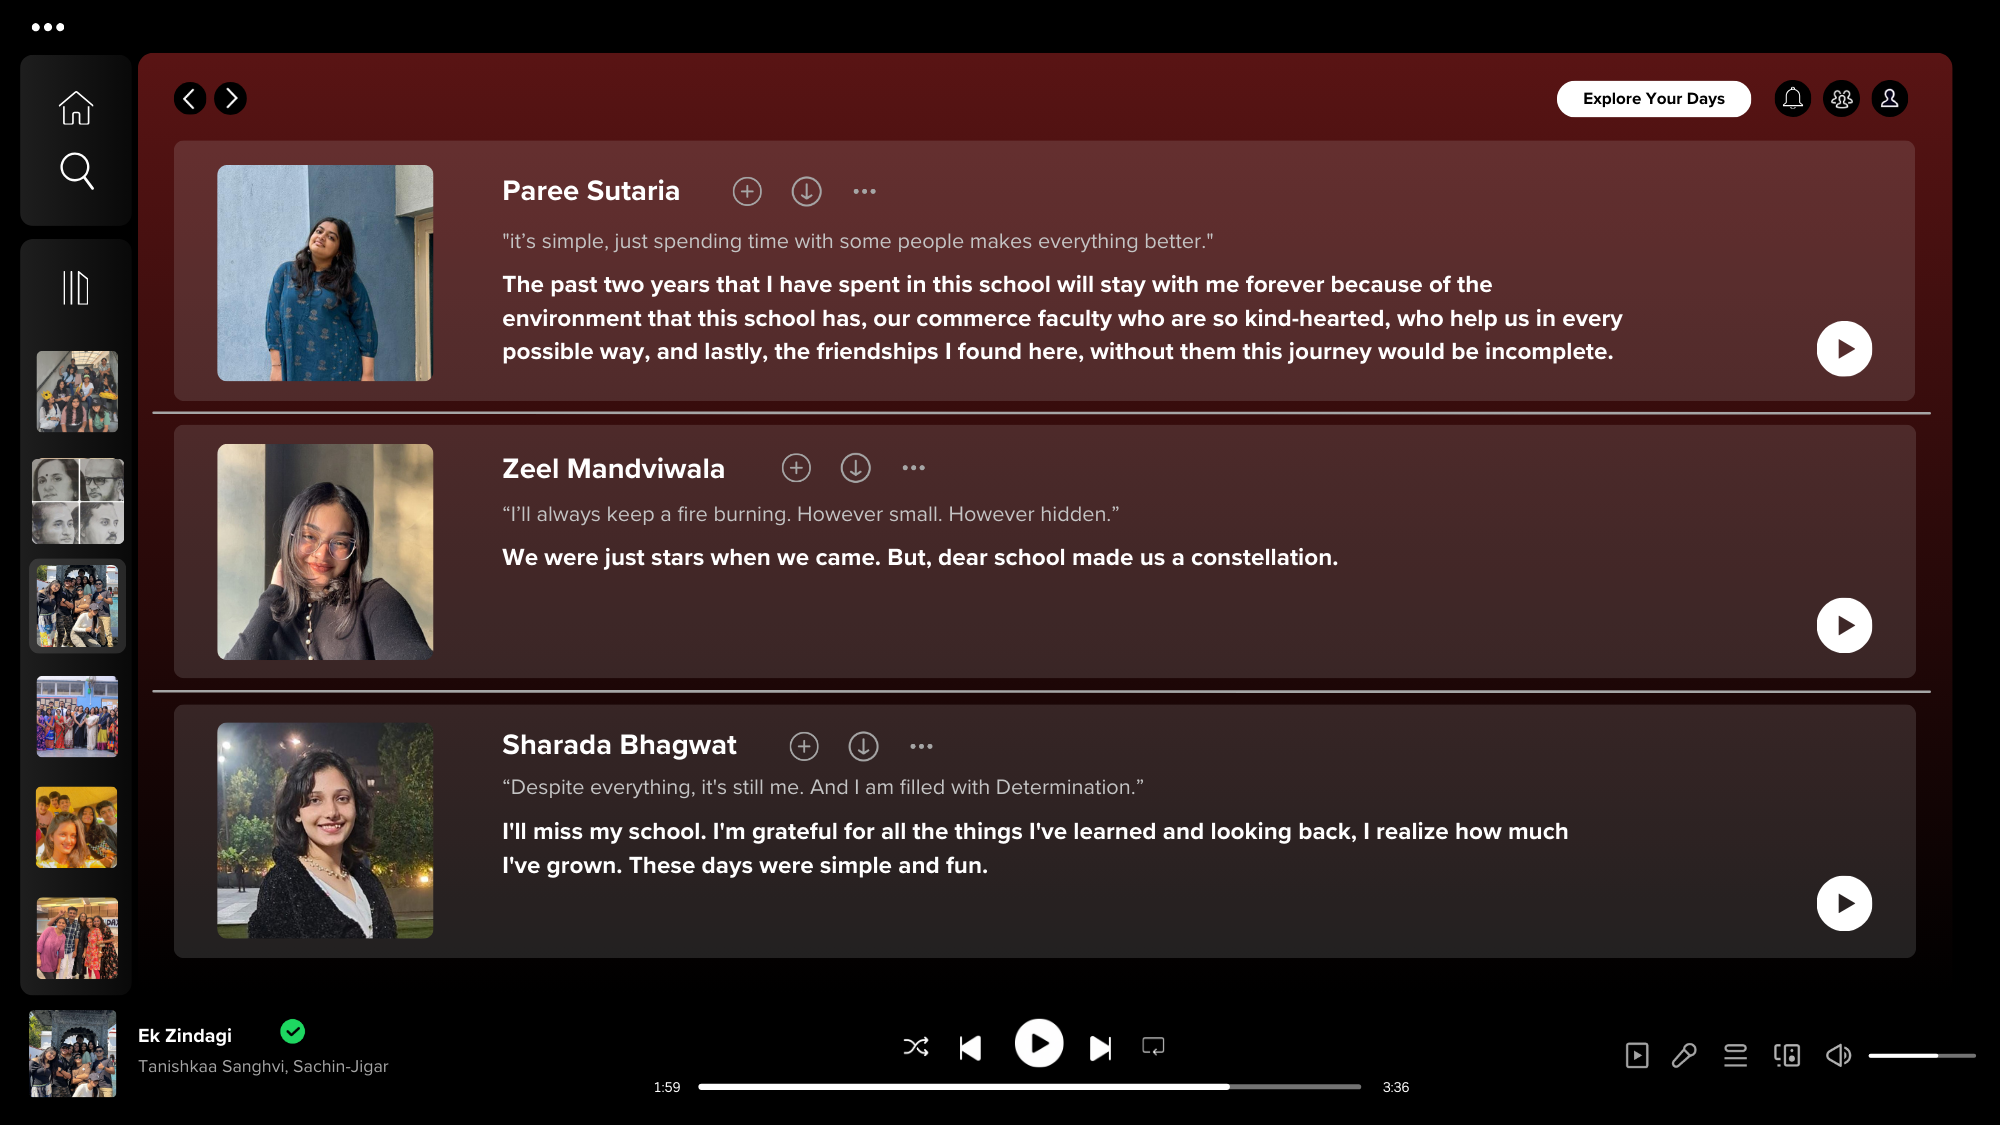 Explore Your Days
Paree Sutaria
"it’s simple, just spending time with some people makes everything better."
The past two years that I have spent in this school will stay with me forever because of the
environment that this school has, our commerce faculty who are so kind-hearted, who help us in every
possible way, and lastly, the friendships I found here, without them this journey would be incomplete.
Zeel Mandviwala
“I’ll always keep a fire burning. However small. However hidden.”
We were just stars when we came. But, dear school made us a constellation.
Sharada Bhagwat
“Despite everything, it's still me. And I am filled with Determination.”
I'll miss my school. I'm grateful for all the things I've learned and looking back, I realize how much
I've grown. These days were simple and fun.
Ek Zindagi
Tanishkaa Sanghvi, Sachin-Jigar
1:59
3:36